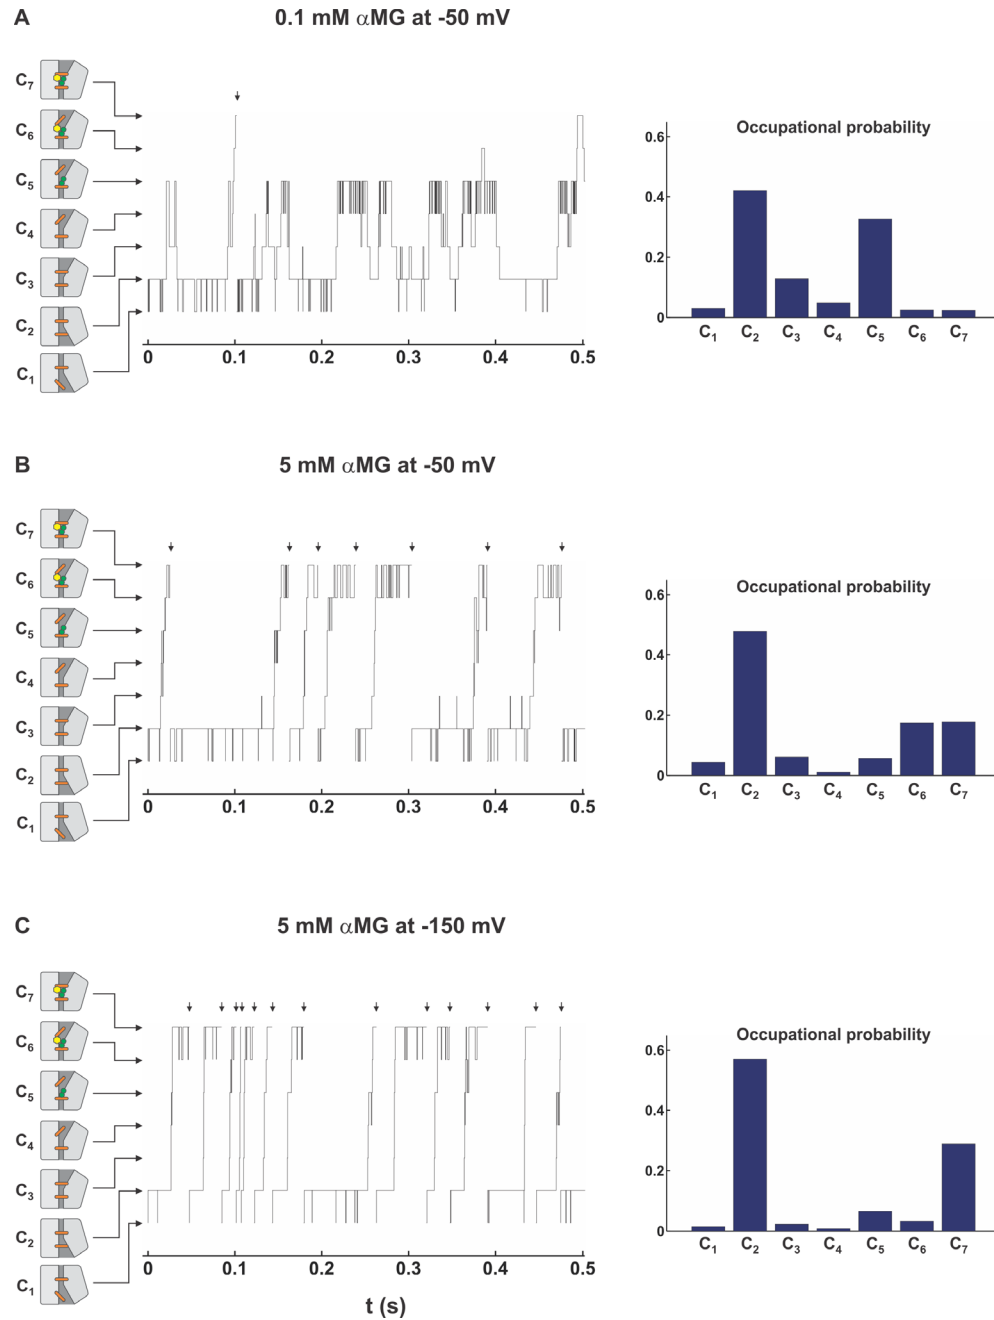 A
0.1 mM αMG at -50 mV
C7
C6
C5
C4
C3
C2
C1
0 0.1 0.2 0.3 0.4 0.5
Occupational probability
0.6
0.4
0.2
0
C1 C2 C3 C4 C5 C6 C7
B
5 mM αMG at -50 mV
C7
C6
C5
C4
C3
C2
C1
0 0.1 0.2 0.3 0.4 0.5
Occupational probability
0.6
0.4
0.2
0
C1 C2 C3 C4 C5 C6 C7
C
5 mM αMG at -150 mV
C7
C6
C5
C4
C3
C2
C1
0 0.1 0.2 0.3 0.4 0.5
t (s)
Occupational probability
0.6
0.4
0.2
0
C1 C2 C3 C4 C5 C6 C7